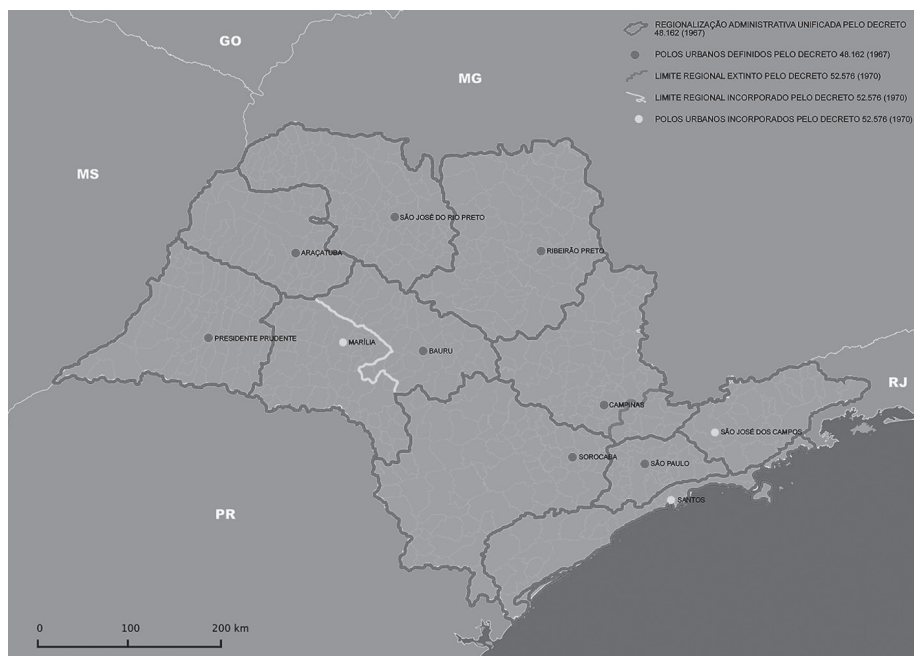 GO
MG
MS
PR
RJ
REGIONALIZAÇÃO ADMINISTRATIVA UNIFICADA PELO DECRETO
48.162 (1967)
POLOS URBANOS DEFINIDOS PELO DECRETO 48.162 (1967)
LIMITE REGIONAL EXTINTO PELO DECRETO 52.576 (1970)
LIMITE REGIONAL INCORPORADO PELO DECRETO 52.576 (1970)
POLOS URBANOS INCORPORADOS PELO DECRETO 52.576 (1970)
SÃO JOSÉ DO RIO PRETO
RIBEIRÃO PRETO
ARAÇATUBA
PRESIDENTE PRUDENTE
MARÍLIA
BAURU
CAMPINAS
SÃO JOSÉ DOS CAMPOS
SOROCABA
SÃO PAULO
SANTOS
0 100 200 km